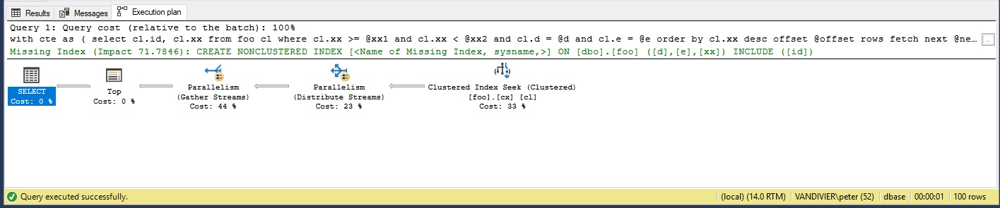 Results Messages Execution plan
Query 1: Query cost (relative to the batch): 100%
with cte as ( select cl.id, cl.xx from foo cl where cl.xx >= @xx1 and cl.xx < @xx2 and cl.d = @d and cl.e = @e order by cl.xx desc offset @offset rows fetch next @ne… ...
Missing Index (Impact 71.7846): CREATE NONCLUSTERED INDEX [<Name of Missing Index, sysname,>] ON [dbo].[foo] ([d],[e],[xx]) INCLUDE ([id])
SELECT
Cost: 0 %
Top
Cost: 0 %
Parallelism
(Gather Streams)
Cost: 44 %
Parallelism
(Distribute Streams)
Cost: 23 %
Clustered Index Seek (Clustered)
[foo].[cx] [cl]
Cost: 33 %
Query executed successfully. (local) (14.0 RTM) VANDIVIER\peter (52) dbase 00:00:01 100 rows